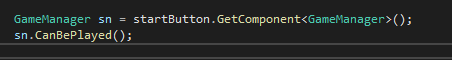 GameManager sn = startButton.GetComponent<GameManager>();
sn.CanBePlayed();